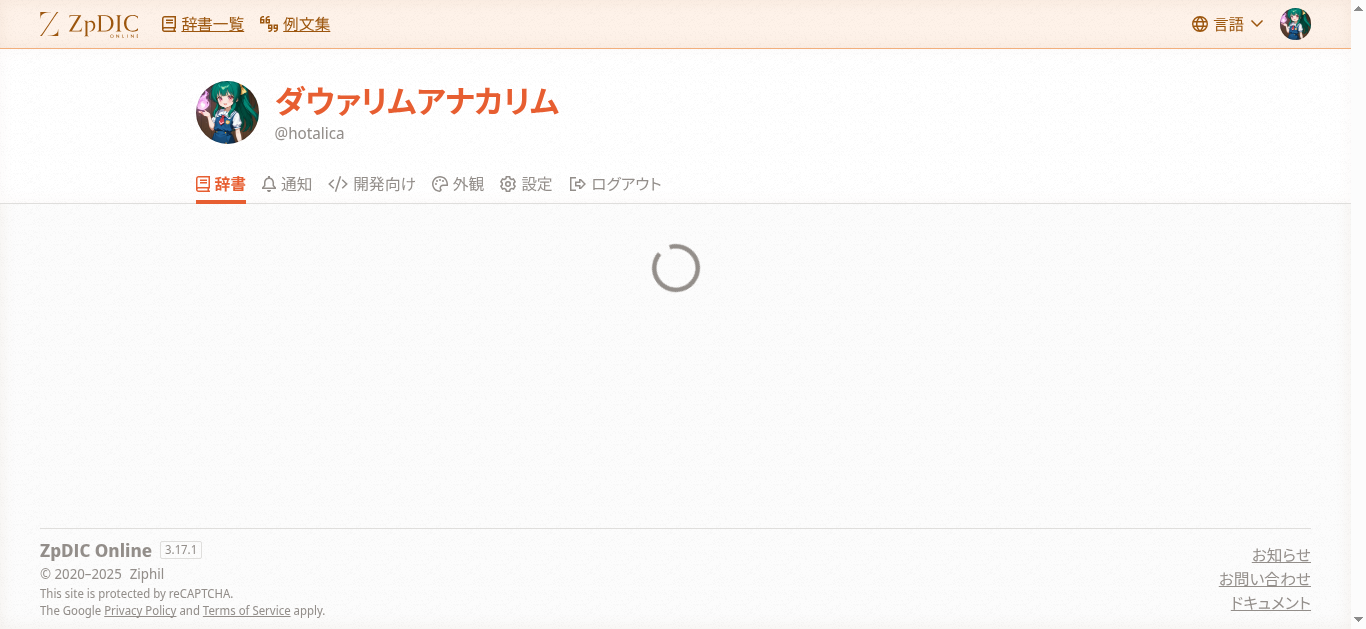 ZpDIC ONLINE 辞書一覧 例文集 言語
ダヴァリムアナカリム
@hotalica
辞書 通知 開発向け 外観 設定 ログアウト
ZpDIC Online 3.17.1
© 2020–2025 Ziphil
This site is protected by reCAPTCHA.
The Google Privacy Policy and Terms of Service apply.
お知らせ
お問い合わせ
ドキュメント